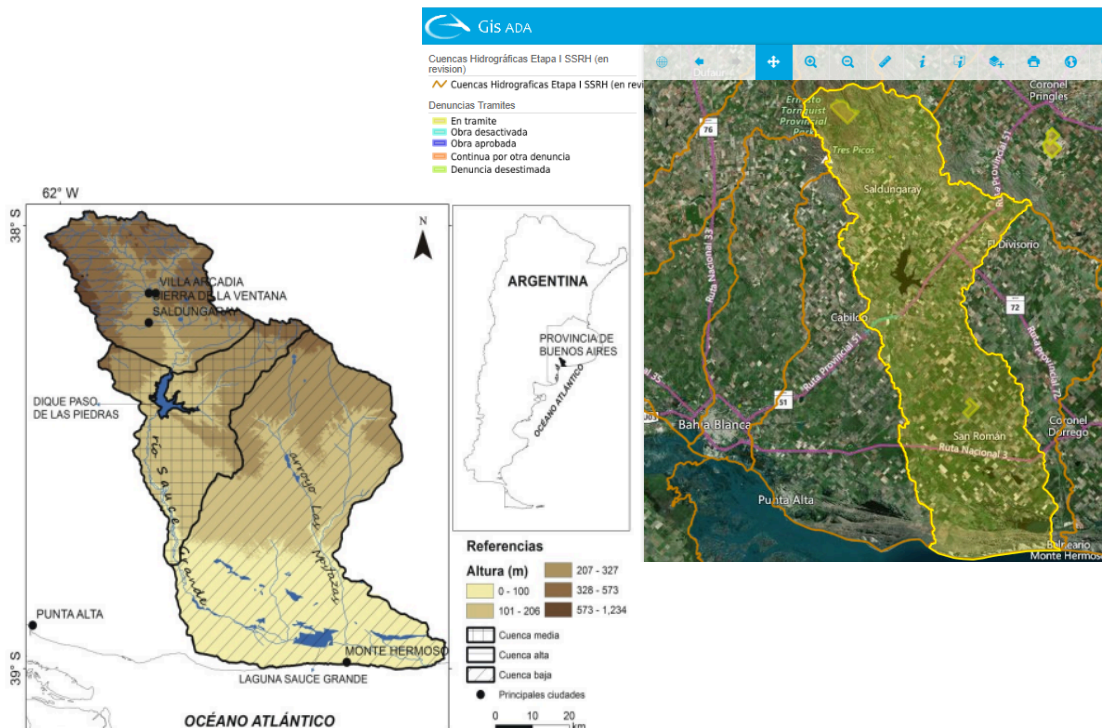 Gis ADA
Cuencas Hidrográficas Etapa I SSRH (en
revision)
Cuencas Hidrograficas Etapa I SSRH (en revi
Denuncias Tramites
En tramite
Obra desactivada
Obra aprobada
Continua por otra denuncia
Denuncia desestimada
Coronel
Pringles
Ernesto
Tornquist
Provincial
Park
Tres Picos
76
Ruta Provincial 51
Saldungaray
El Divisorio
Ruta Nacional 33
72
Cabildo
Ruta Provincial 51
Ruta Provincial 72
51
Bahía Blanca
Coronel
Dorrego
San Román
Ruta Nacional 3
Punta Alta
Balneario
Monte Hermoso
62° W
38° S
N
VILLA ARCADIA
SIERRA DE LA VENTANA
SALDUNGARAY
DIQUE PASO
DE LAS PIEDRAS
río Sauce Grande
arroyo Las Mostazas
PUNTA ALTA
MONTE HERMOSO
39° S
LAGUNA SAUCE GRANDE
OCÉANO ATLÁNTICO
ARGENTINA
PROVINCIA DE
BUENOS AIRES
OCÉANO ATLÁNTICO
Referencias
Altura (m)
0 - 100
101 - 206
207 - 327
328 - 573
573 - 1,234
Cuenca media
Cuenca alta
Cuenca baja
Principales ciudades
0 10 20
km